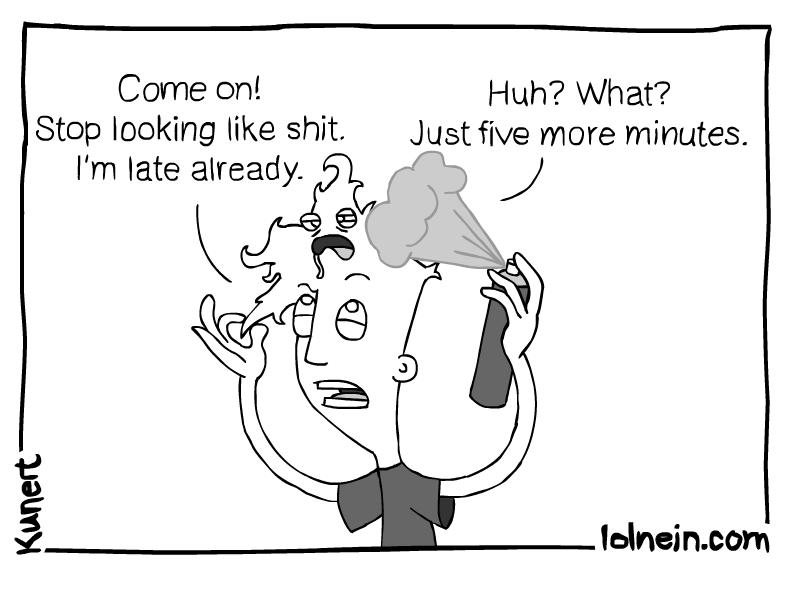 Come on!
Stop looking like shit.
I'm late already.
Huh? What?
Just five more minutes.
Kunert
lolnein.com